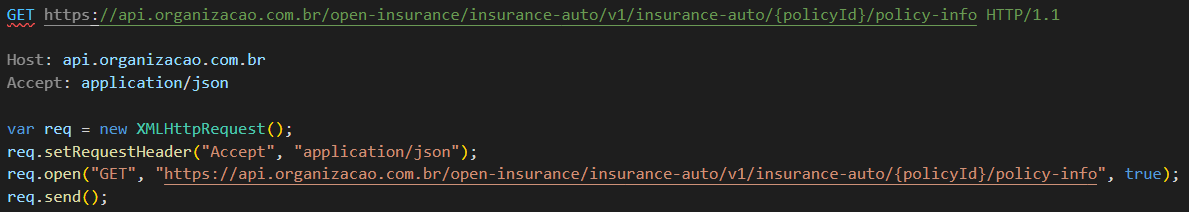 GET https://api.organizacao.com.br/open-insurance/insurance-auto/v1/insurance-auto/{policyId}/policy-info HTTP/1.1
Host: api.organizacao.com.br
Accept: application/json
var req = new XMLHttpRequest();
req.setRequestHeader("Accept", "application/json");
req.open("GET", "https://api.organizacao.com.br/open-insurance/insurance-auto/v1/insurance-auto/{policyId}/policy-info", true);
req.send();